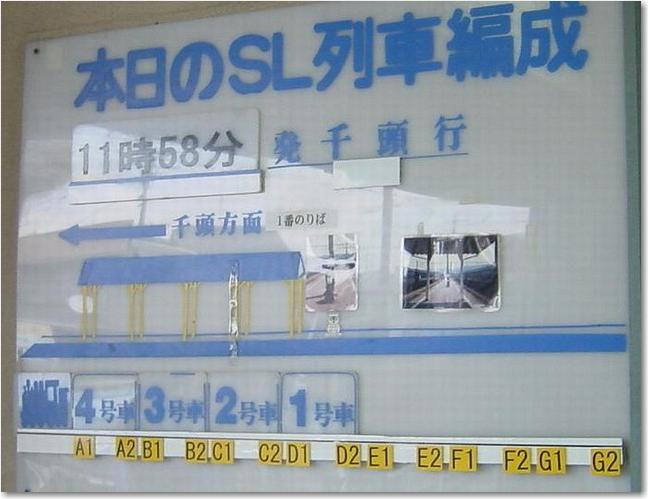 本日のSL列車編成
11時58分 発千頭行
千頭方面 1番のりば
4号車 3号車 2号車 1号車
A1 A2 B1 B2 C1 C2 D1 D2 E1 E2 F1 F2 G1 G2